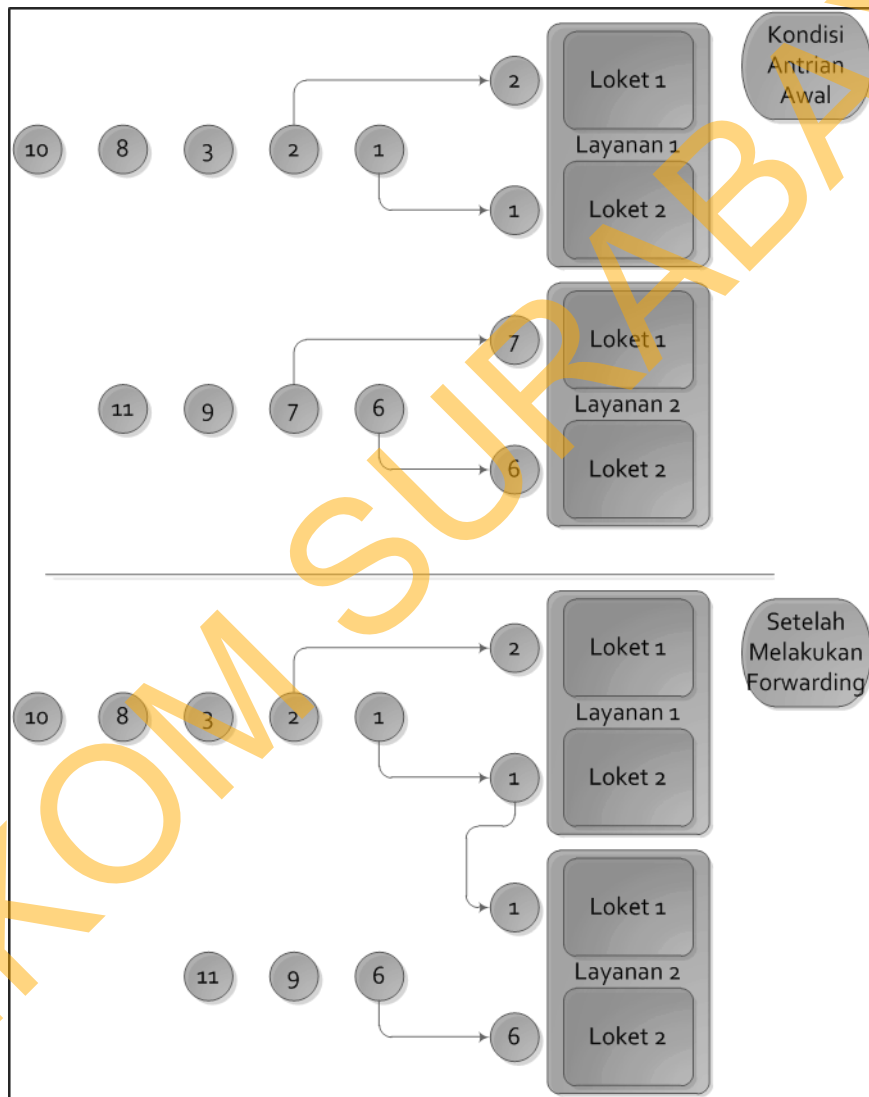 Kondisi
Antrian
Awal
2
Loket 1
10 8 3 2 1
Layanan 1
1
Loket 2
7
Loket 1
11 9 7 6
Layanan 2
6
Loket 2
Setelah
Melakukan
Forwarding
2
Loket 1
10 8 3 2 1
Layanan 1
1
Loket 2
1
Loket 1
11 9 6
Layanan 2
6
Loket 2
KOM SURABA